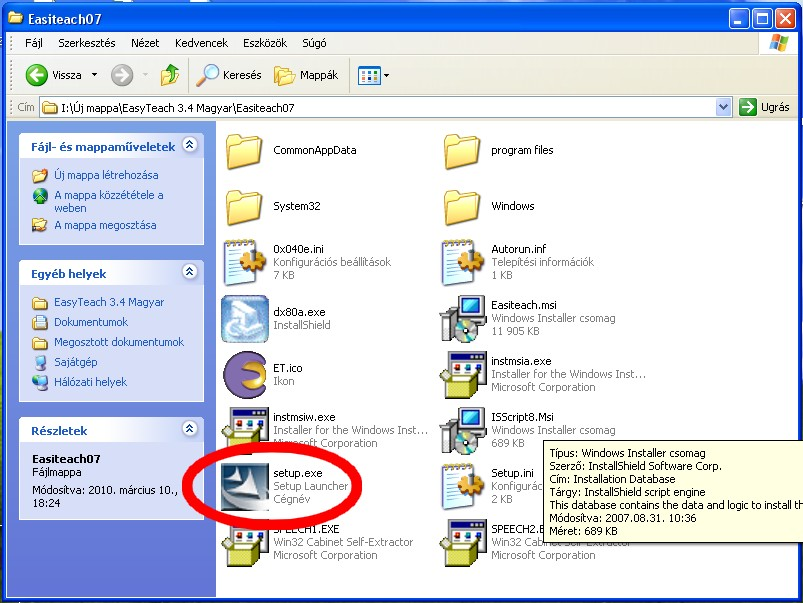 Easiteach07
Fájl Szerkesztés Nézet Kedvencek Eszközök Súgó
Vissza Keresés Mappák
Cím I:\Új mappa\EasyTeach 3.4 Magyar\Easiteach07 Ugrás
Fájl- és mappaműveletek
Új mappa létrehozása
A mappa közzététele a
weben
A mappa megosztása
Egyéb helyek
EasyTeach 3.4 Magyar
Dokumentumok
Megosztott dokumentumok
Sajátgép
Hálózati helyek
Részletek
Easiteach07
Fájlmappa
Módosítva: 2010. március 10.,
18:24
CommonAppData
program files
System32
Windows
0x040e.ini
Konfigurációs beállítások
7 KB
Autorun.inf
Telepítési információk
1 KB
dx80a.exe
InstallShield
Easiteach.msi
Windows Installer csomag
11 905 KB
ET.ico
Ikon
instmsia.exe
Installer for the Windows Inst...
Microsoft Corporation
instmsiw.exe
Installer for the Windows Inst...
Microsoft Corporation
ISScript8.Msi
Windows Installer csomag
689 KB
setup.exe
Setup Launcher
Cégnév
Setup.ini
Konfigurác
2 KB
SPEECH1.EXE
Win32 Cabinet Self-Extractor
Microsoft Corporation
SPEECH2.E
Win32 Cabinet Self-Extractor
Microsoft Corporation
Típus: Windows Installer csomag
Szerző: InstallShield Software Corp.
Cím: Installation Database
Tárgy: InstallShield script engine
This database contains the data and logic to install th
Módosítva: 2007.08.31. 10:36
Méret: 689 KB